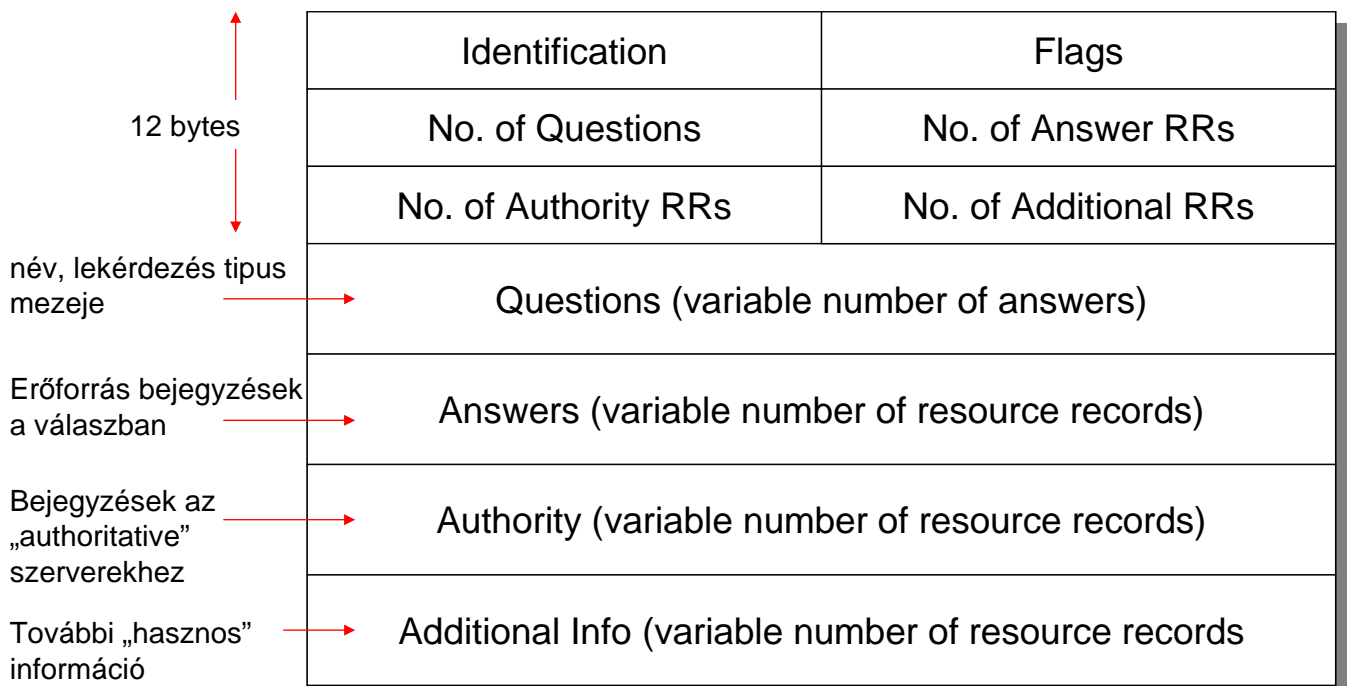 Identification
Flags
12 bytes
No. of Questions
No. of Answer RRs
No. of Authority RRs
No. of Additional RRs
név, lekérdezés tipus
mezeje
Questions (variable number of answers)
Erőforrás bejegyzések
a válaszban
Answers (variable number of resource records)
Bejegyzések az
„authoritative”
szerverekhez
Authority (variable number of resource records)
További „hasznos”
információ
Additional Info (variable number of resource records